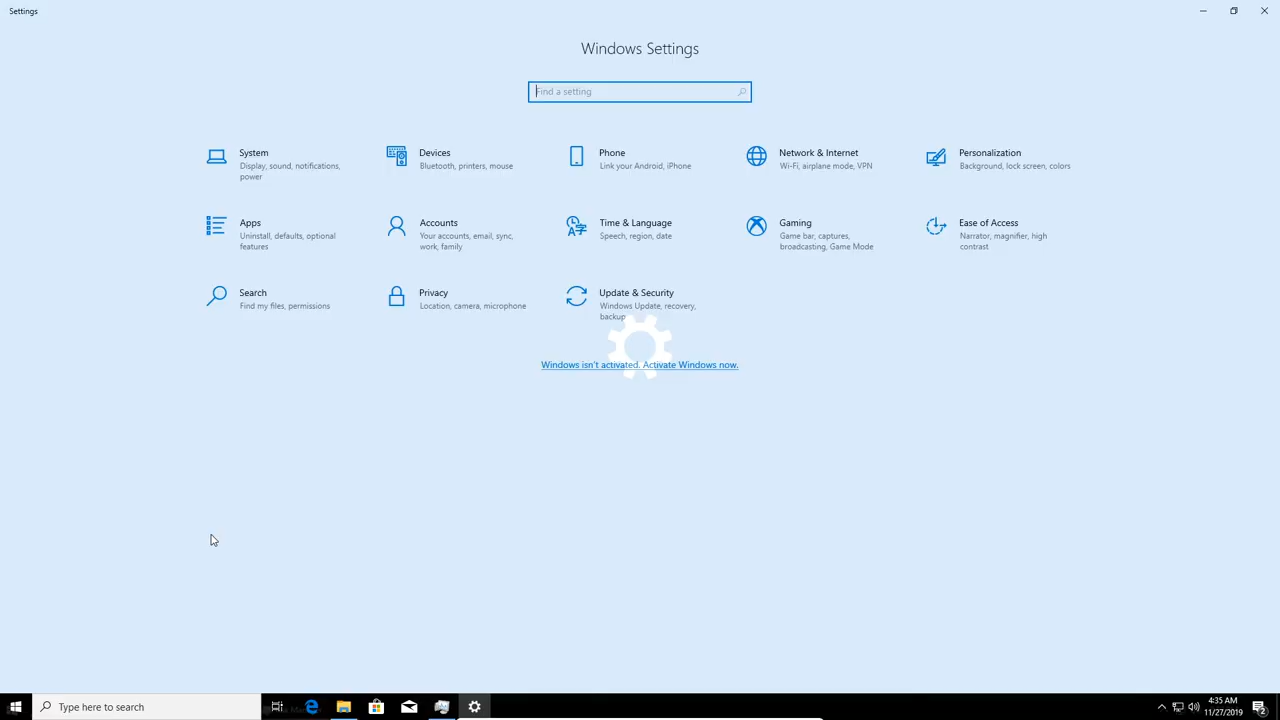 Settings
Windows Settings
Find a setting
System
Display, sound, notifications,
power
Devices
Bluetooth, printers, mouse
Phone
Link your Android, iPhone
Network & Internet
Wi-Fi, airplane mode, VPN
Personalization
Background, lock screen, colors
Apps
Uninstall, defaults, optional
features
Accounts
Your accounts, email, sync,
work, family
Time & Language
Speech, region, date
Gaming
Game bar, captures,
broadcasting, Game Mode
Ease of Access
Narrator, magnifier, high
contrast
Search
Find my files, permissions
Privacy
Location, camera, microphone
Update & Security
Windows Update, recovery,
backup
Windows isn't activated. Activate Windows now.
Type here to search
4:35 AM
11/27/2019
2